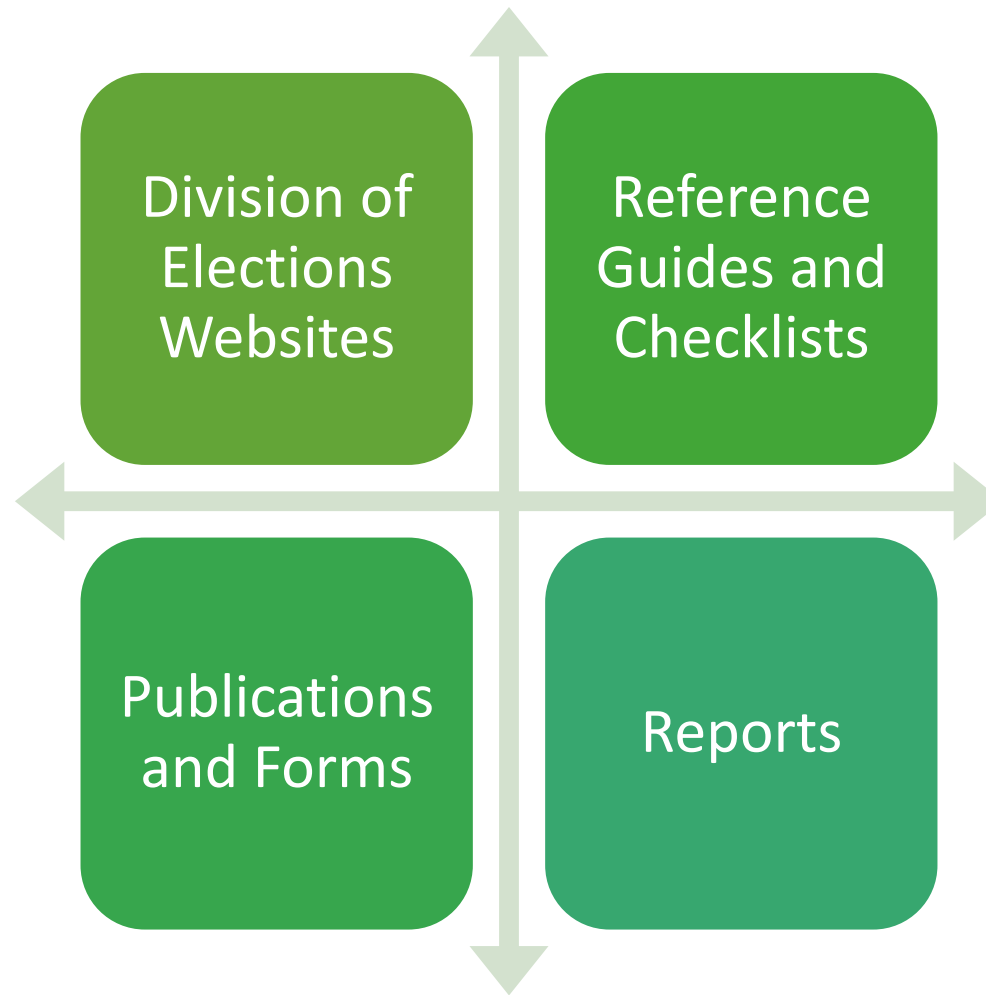 Division of
Elections
Websites
Reference
Guides and
Checklists
Publications
and Forms
Reports